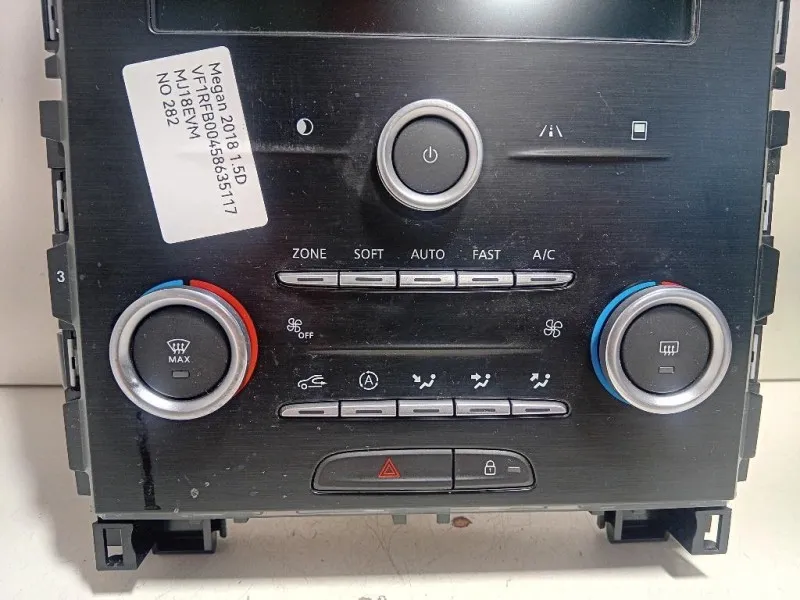 Megan 2018 1.5D
VF1RFB00458635117
MJ18EVM
NO 282
ZONE SOFT AUTO FAST A/C
3
OFF
MAX
A